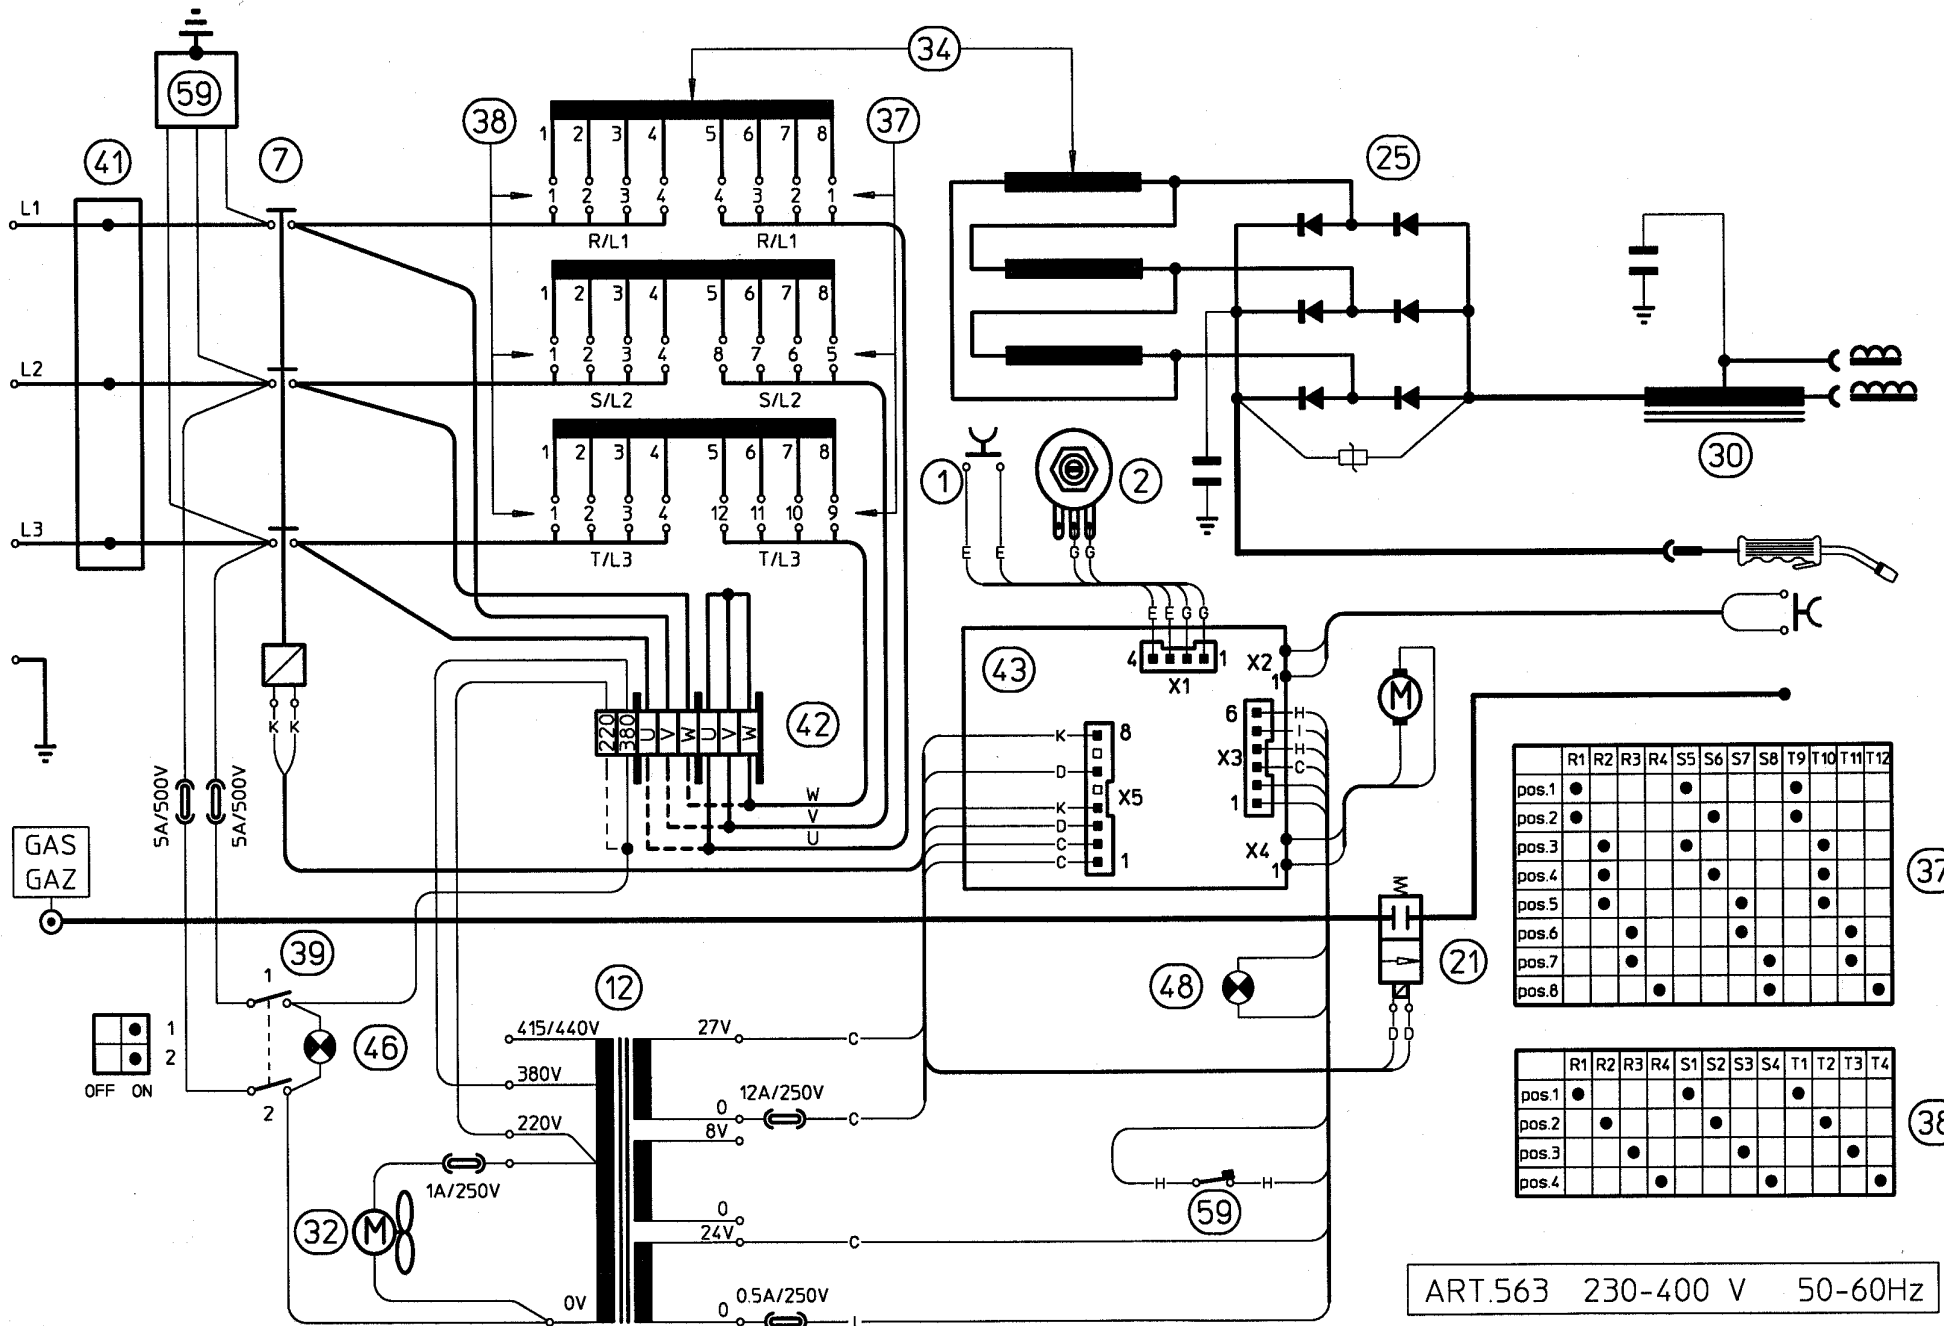 34
59
38
37
1 2 3 4 5 6 7 8
25
41
7
1 2 3 4 4 3 2 1
L1
R/L1 R/L1
1 2 3 4 5 6 7 8
1 2 3 4 8 7 6 5
L2
S/L2 S/L2
1 2 3 4 5 6 7 8
30
1
2
1 2 3 4 12 11 10 9
L3
T/L3 T/L3
E E G G
E E G G
43
4 1
X1
X2
1
M
K K
220 380 U V W U V W
42
6 H
I
X3 H
C
1
K 8
D
X5
K
D
C
C 1
X4
1
W
V
U
5A/500V
5A/500V
GAS
GAZ
R1 R2 R3 R4 S5 S6 S7 S8 T9 T10 T11 T12
pos.1
pos.2
pos.3
pos.4
pos.5
pos.6
pos.7
pos.8
37
39
1
2
12
48
21
D D
1
2
OFF ON
46
415/440V
380V
220V
1A/250V
0V
27V C
12A/250V
0 C
8V
0
24V C
0.5A/250V
0
32
M
H H
59
R1 R2 R3 R4 S1 S2 S3 S4 T1 T2 T3 T4
pos.1
pos.2
pos.3
pos.4
38
ART.563 230-400 V 50-60Hz